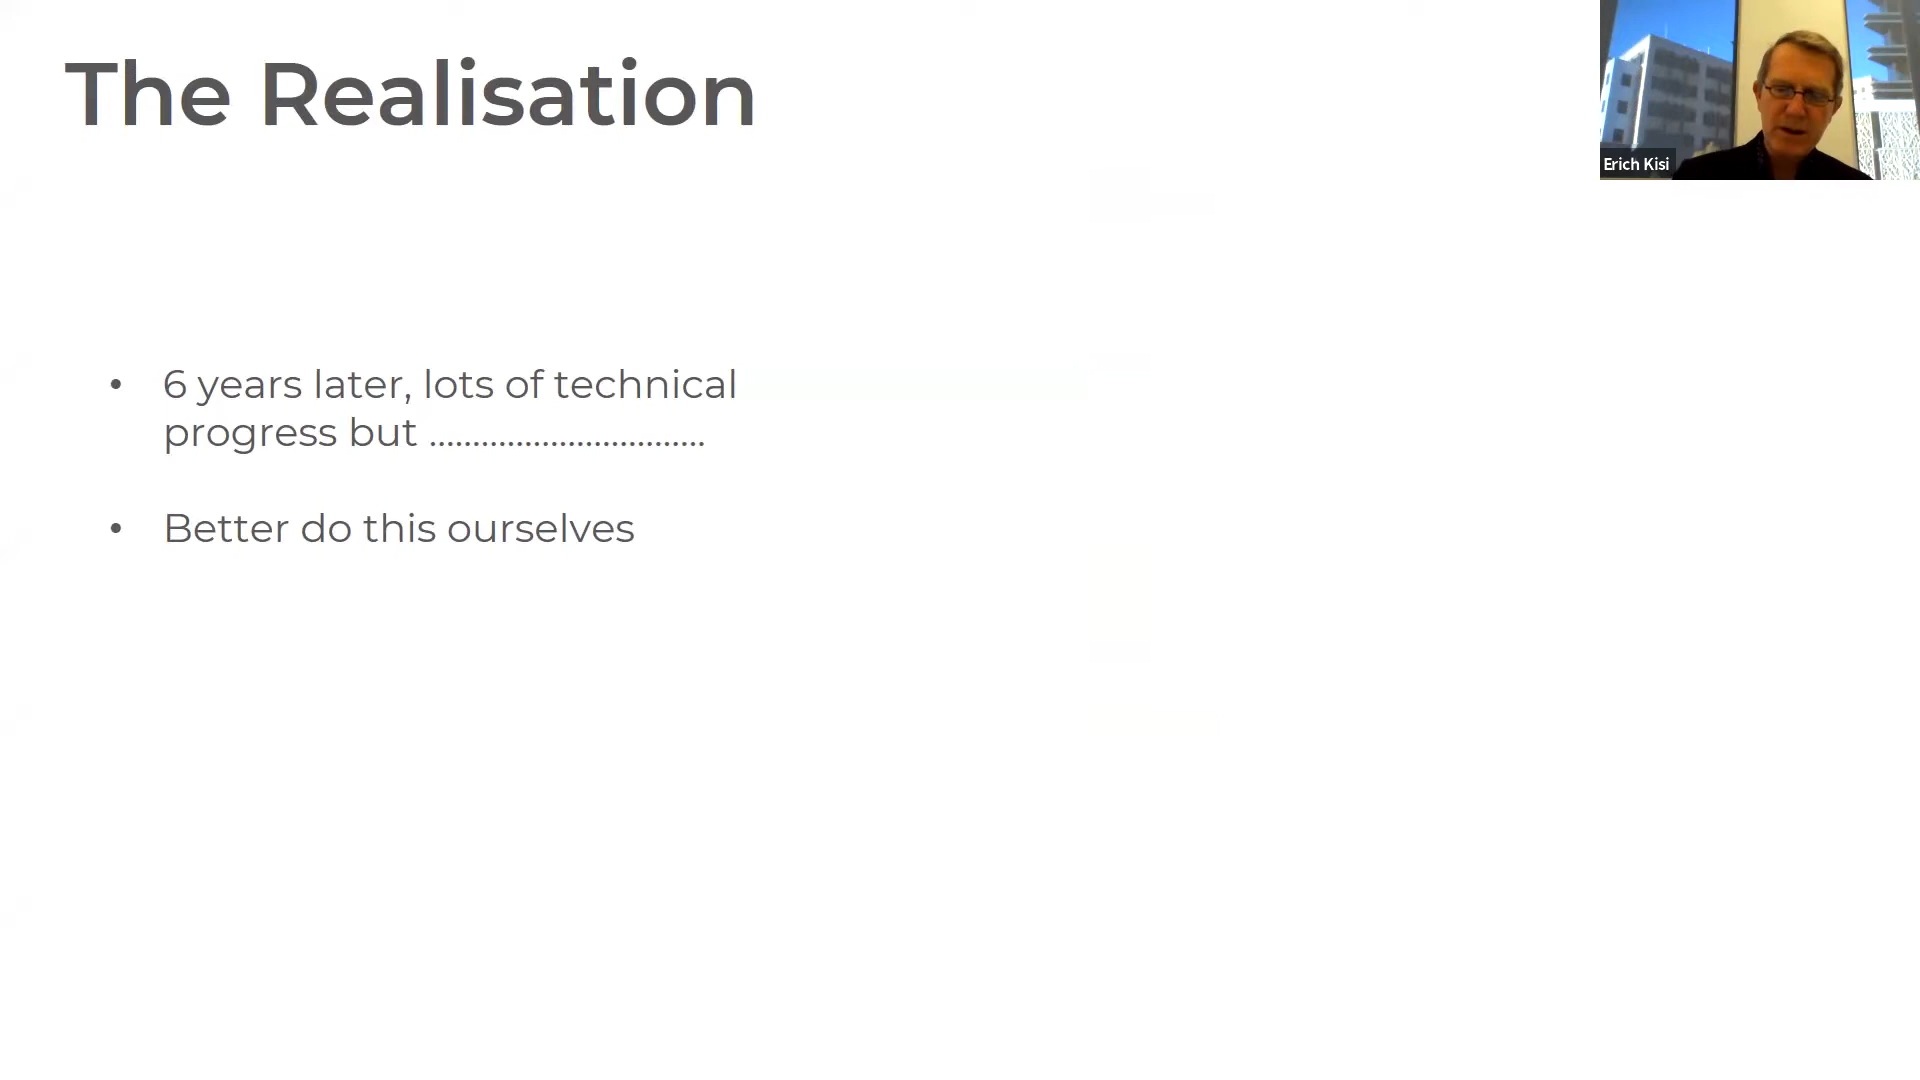 The Realisation
Erich Kisi
• 6 years later, lots of technical
progress but ................................
• Better do this ourselves